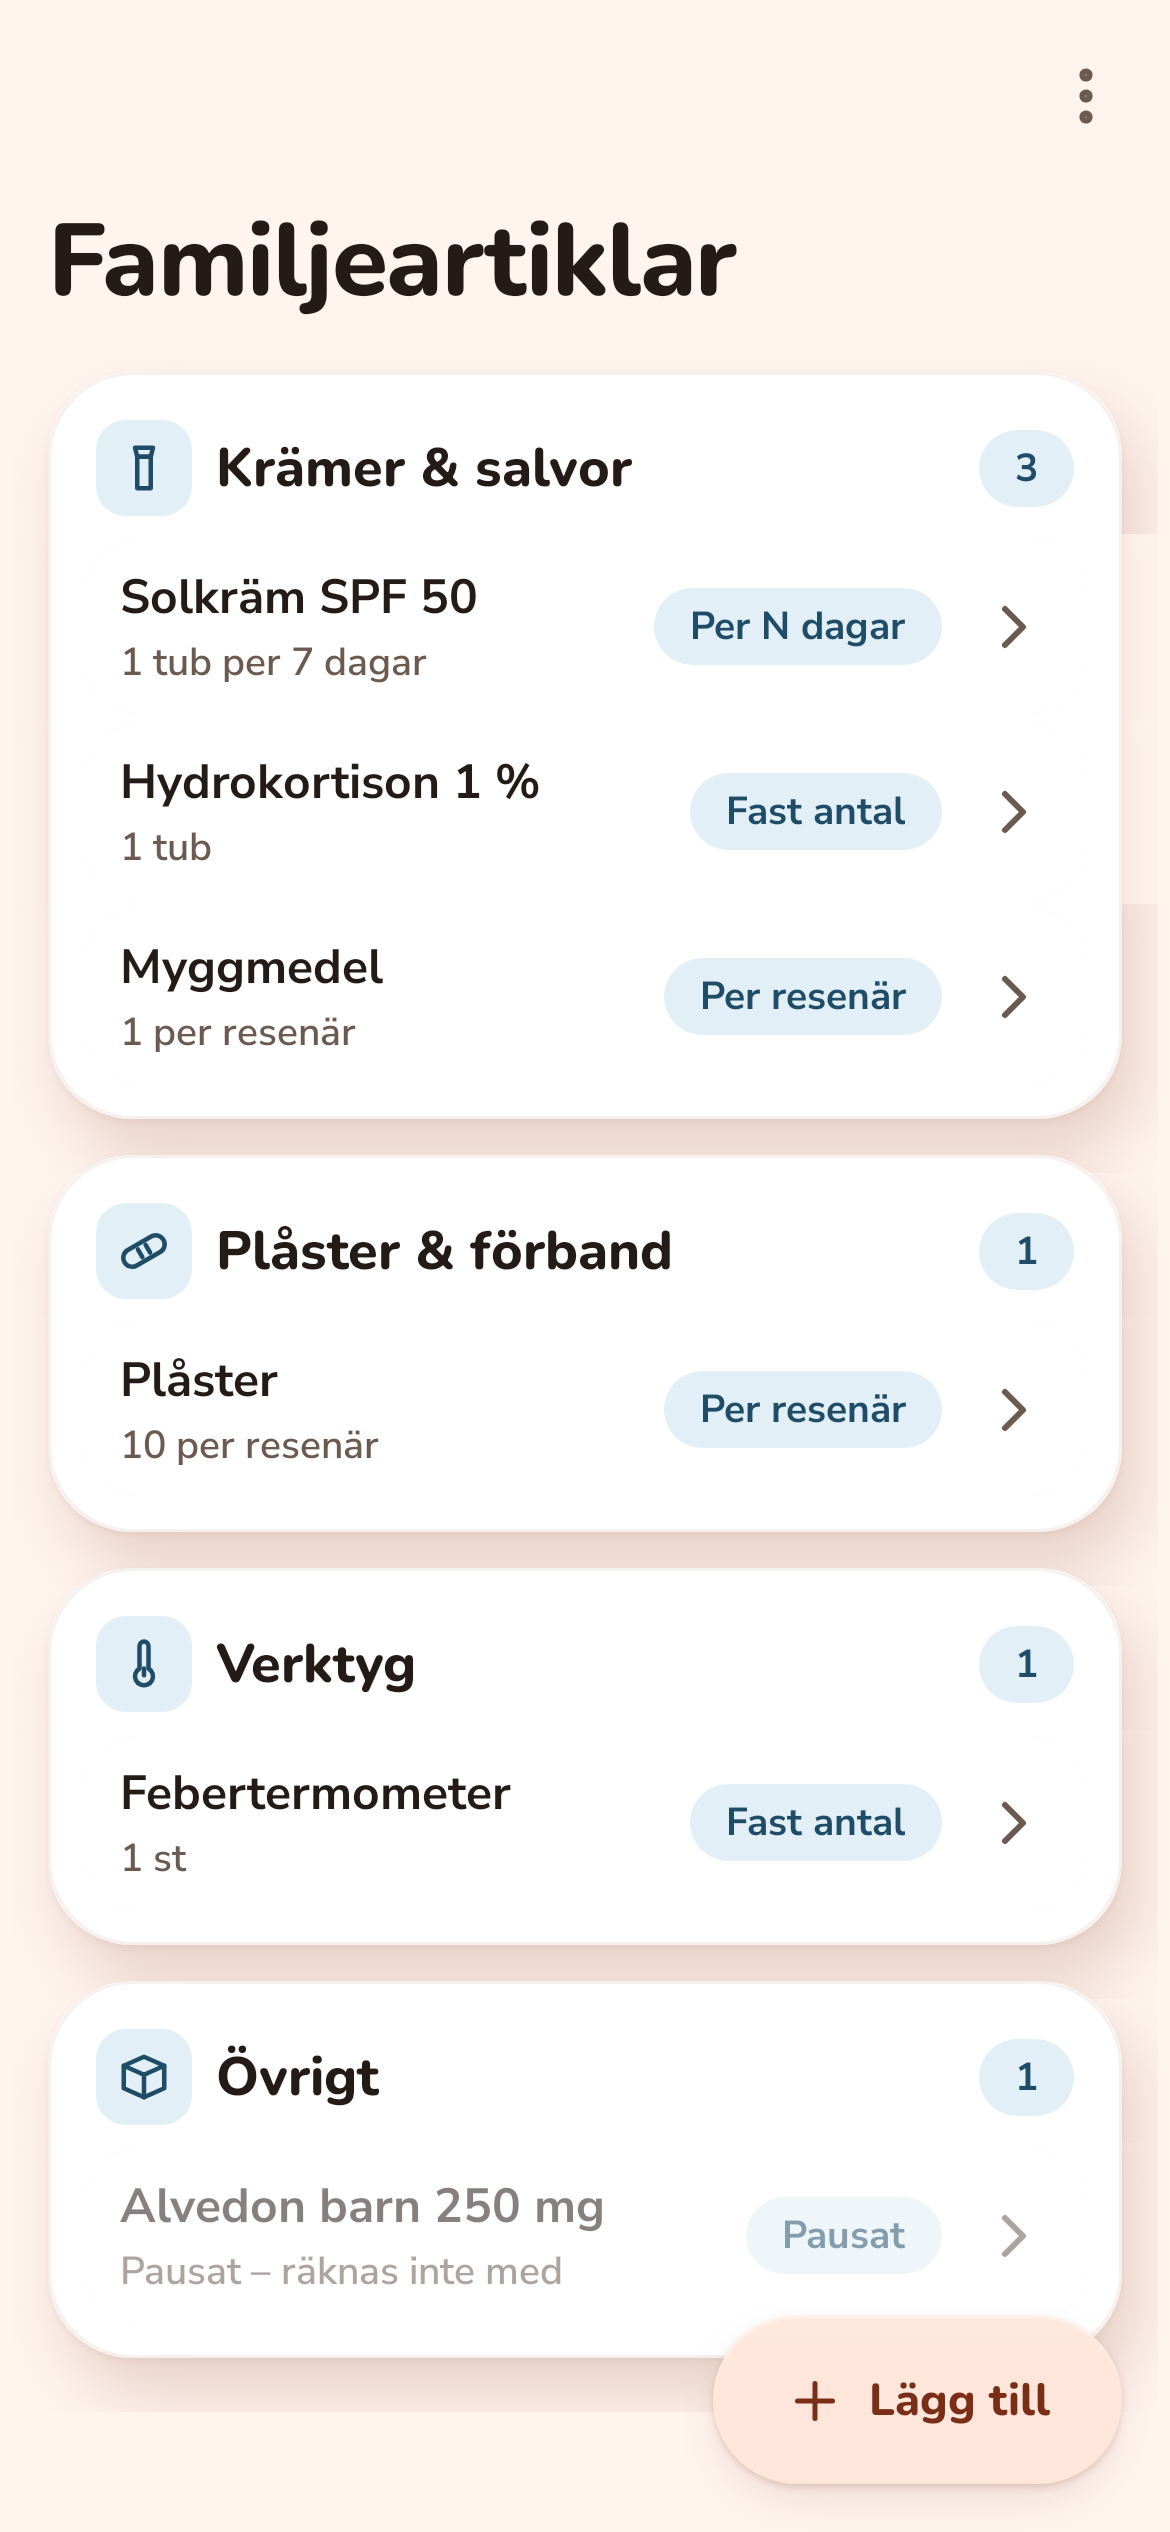 Familjeartiklar
Krämer & salvor
3
Solkräm SPF 50
1 tub per 7 dagar
Per N dagar
Hydrokortison 1 %
1 tub
Fast antal
Myggmedel
1 per resenär
Per resenär
Plåster & förband
1
Plåster
10 per resenär
Per resenär
Verktyg
1
Febertermometer
1 st
Fast antal
Övrigt
1
Alvedon barn 250 mg
Pausat – räknas inte med
Pausat
Lägg till